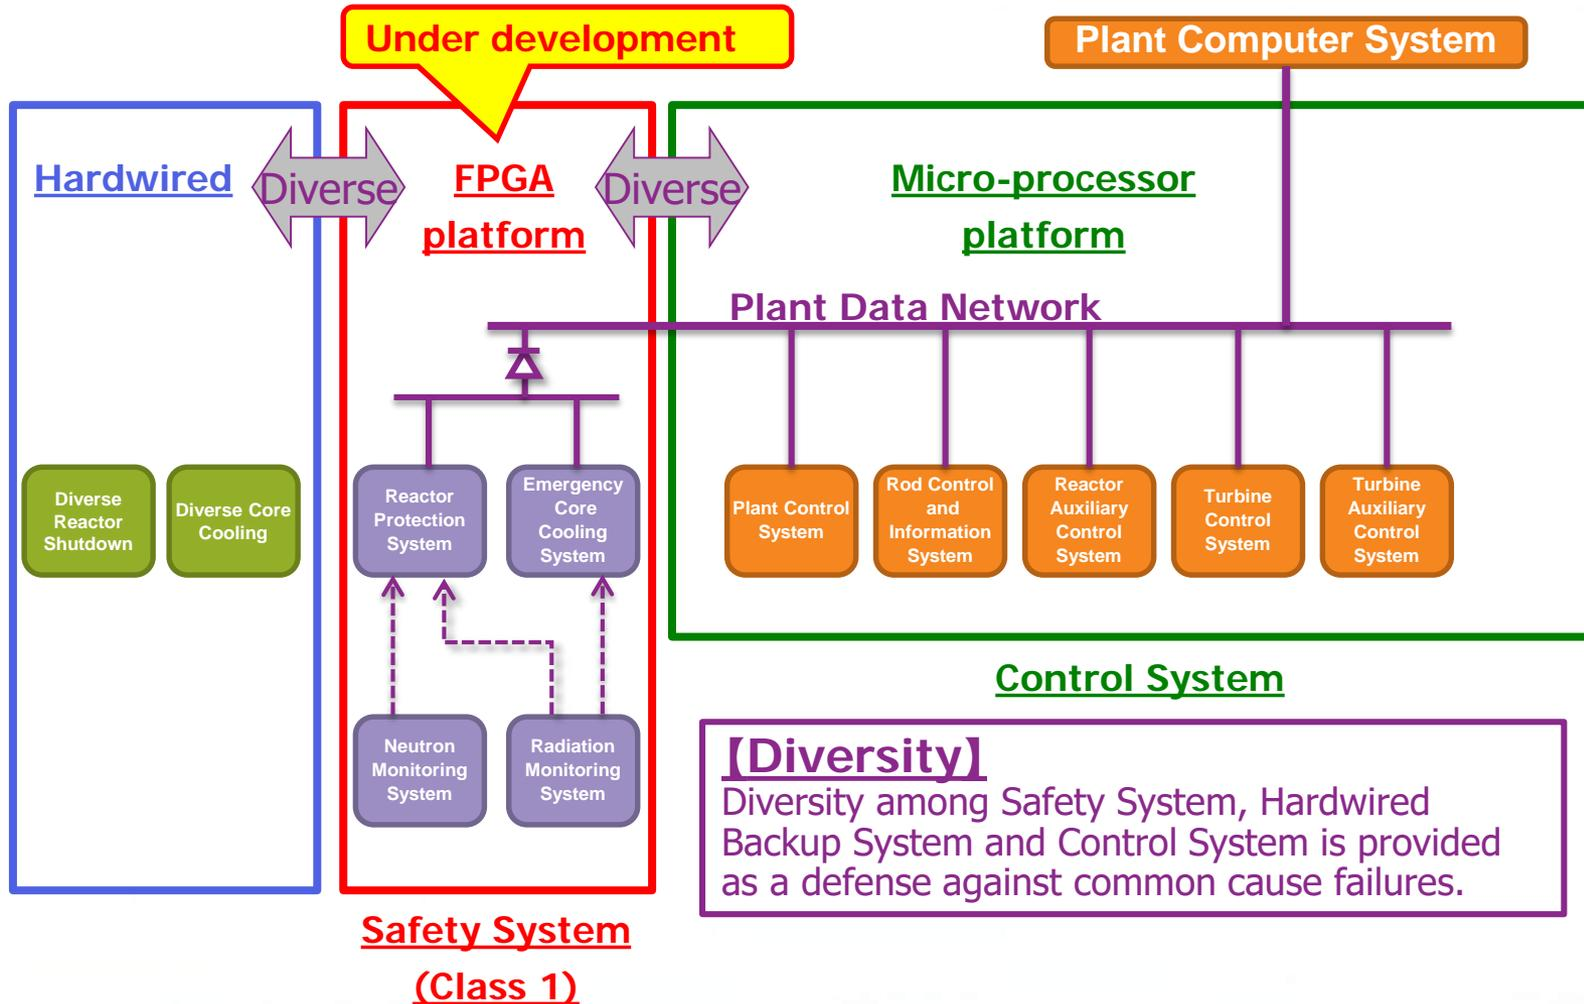 Under development
Plant Computer System
Hardwired
Diverse
FPGA
platform
Diverse
Micro-processor
platform
Plant Data Network
Diverse
Reactor
Shutdown
Diverse Core
Cooling
Reactor
Protection
System
Emergency
Core
Cooling
System
Plant Control
System
Rod Control
and
Information
System
Reactor
Auxiliary
Control
System
Turbine
Control
System
Turbine
Auxiliary
Control
System
Neutron
Monitoring
System
Radiation
Monitoring
System
Control System
【Diversity】
Diversity among Safety System, Hardwired
Backup System and Control System is provided
as a defense against common cause failures.
Safety System
(Class 1)